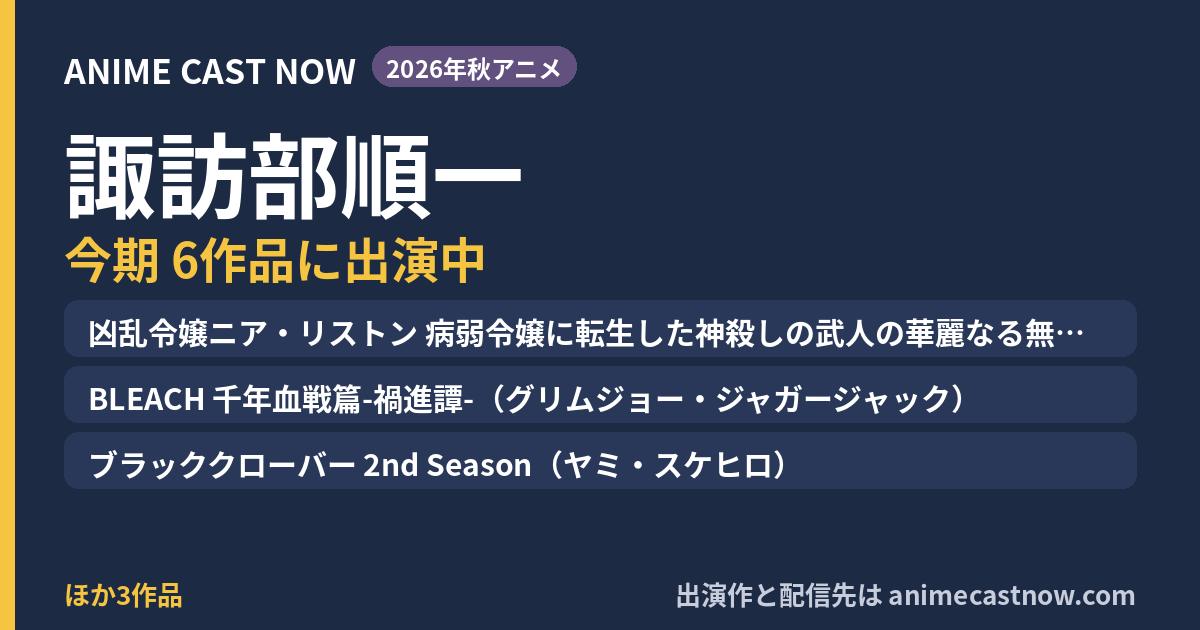 ANIME CAST NOW 2026年秋アニメ
諏訪部順一
今期 6作品に出演中
凶乱令嬢ニア・リストン 病弱令嬢に転生した神殺しの武人の華麗なる無…
BLEACH 千年血戦篇-禍進譚-（グリムジョー・ジャガージャック）
ブラッククローバー 2nd Season（ヤミ・スケヒロ）
ほか3作品
出演作と配信先は animecastnow.com